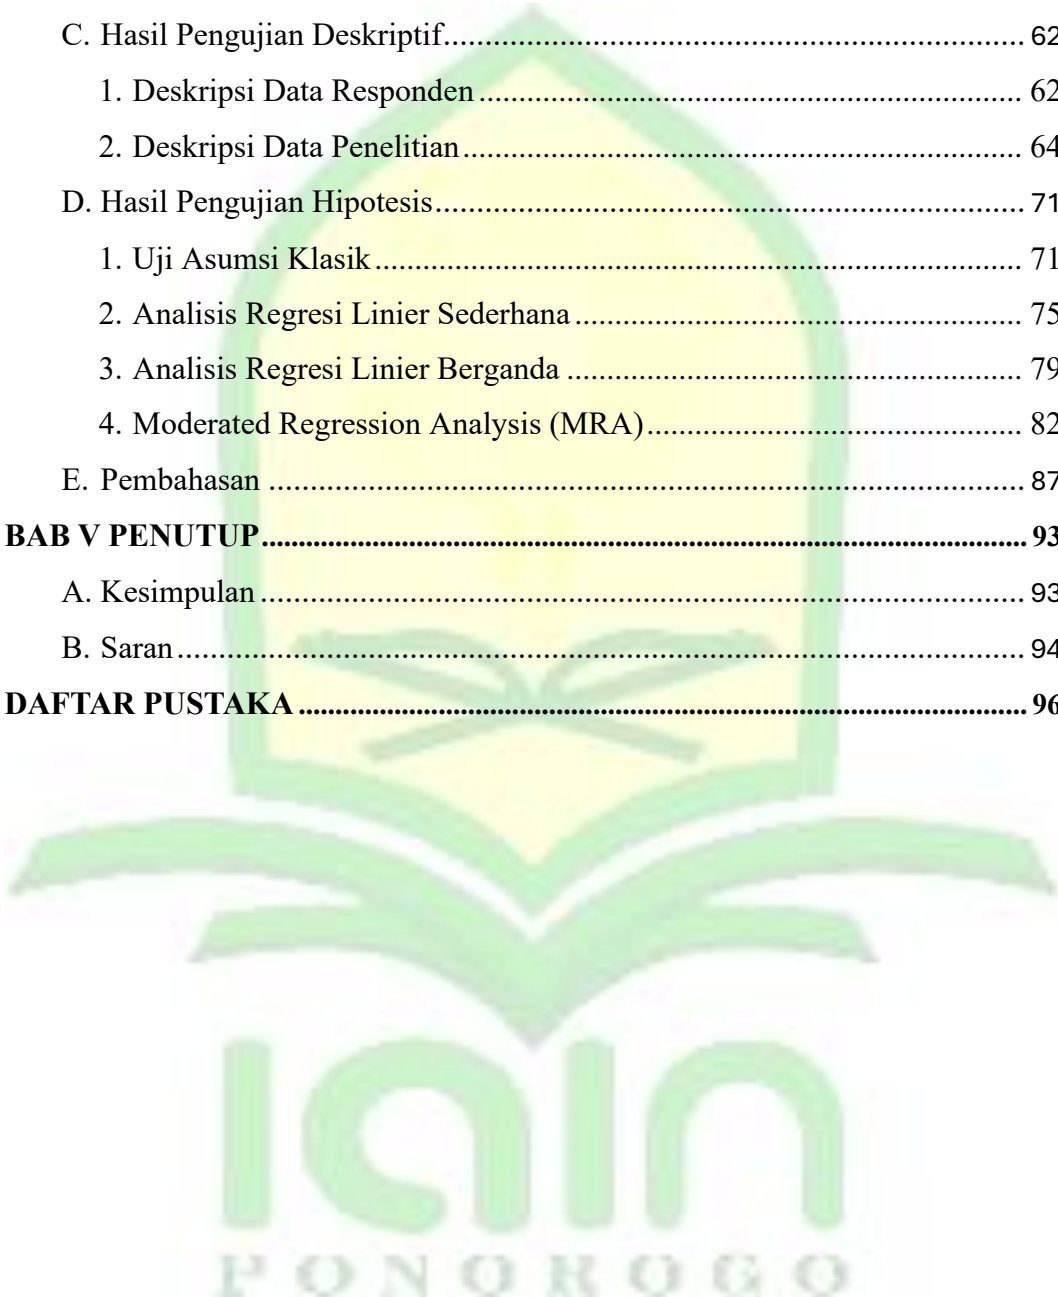 C. Hasil Pengujian Deskriptif.......................................................................... 62
1. Deskripsi Data Responden..................................................................... 62
2. Deskripsi Data Penelitian....................................................................... 64
D. Hasil Pengujian Hipotesis........................................................................... 71
1. Uji Asumsi Klasik.................................................................................. 71
2. Analisis Regresi Linier Sederhana......................................................... 75
3. Analisis Regresi Linier Berganda .......................................................... 79
4. Moderated Regression Analysis (MRA)................................................ 82
E. Pembahasan ................................................................................................ 87
BAB V PENUTUP................................................................................................ 93
A. Kesimpulan ................................................................................................. 93
B. Saran............................................................................................................ 94
DAFTAR PUSTAKA ........................................................................................... 96
iain
PONOROGO